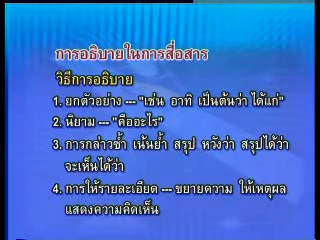 การอธิบายในการสื่อสาร
วิธีการอธิบาย
1. ยกตัวอย่าง --- "เช่น อาทิ เป็นต้นว่า ได้แก่"
2. นิยาม --- "คืออะไร"
3. การกล่าวซ้ำ เน้นย้ำ สรุป หวังว่า สรุปได้ว่า
จะเห็นได้ว่า
4. การให้รายละเอียด --- ขยายความ ให้เหตุผล
แสดงความคิดเห็น